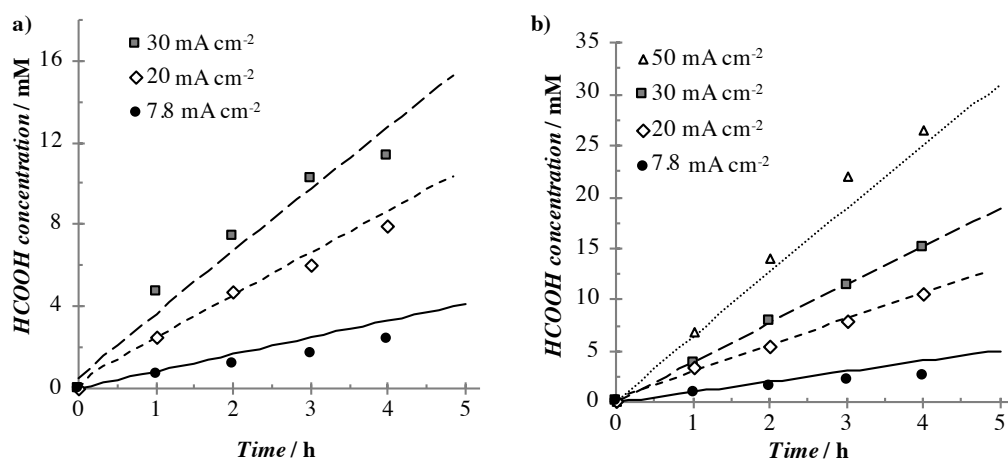 a)
HCOOH concentration / mM
16
12
8
4
0
30 mA cm-2
20 mA cm-2
7.8 mA cm-2
0 1 2 3 4 5
Time / h
b)
HCOOH concentration / mM
35
30
25
20
15
10
5
0
50 mA cm-2
30 mA cm-2
20 mA cm-2
7.8 mA cm-2
0 1 2 3 4 5
Time / h